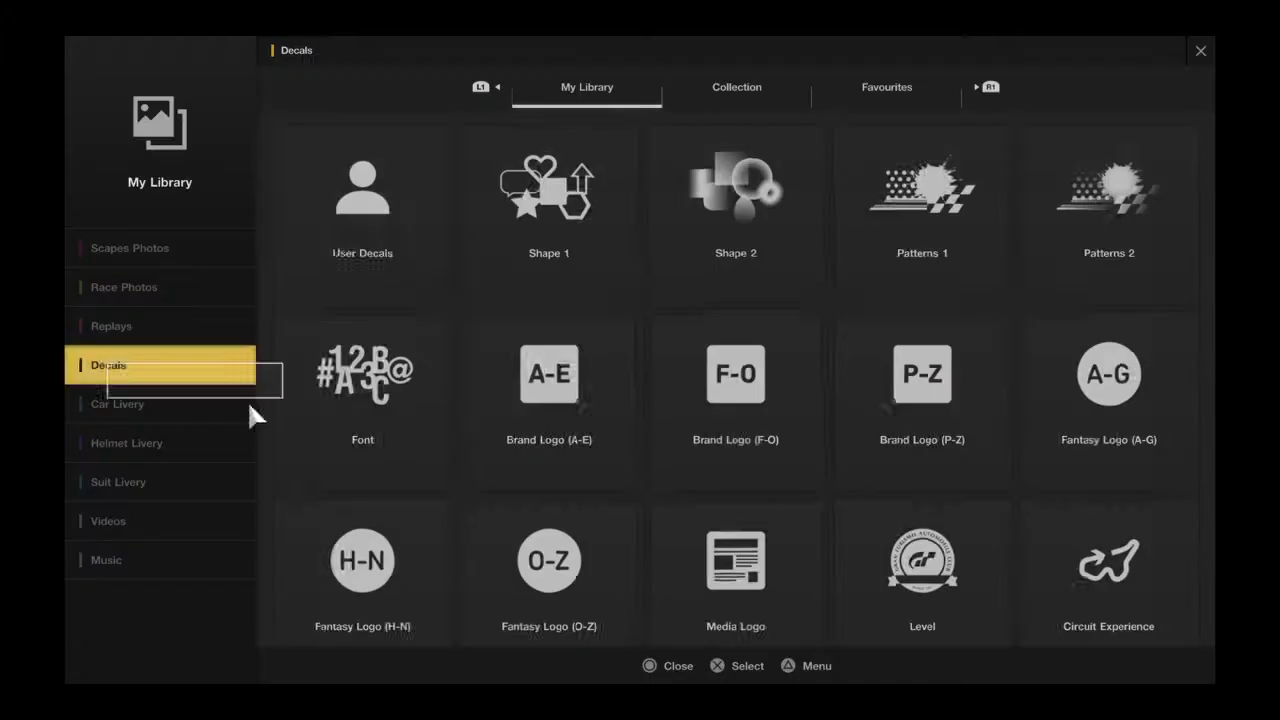 Decals
L1
My Library
Collection
Favourites
R1
My Library
Scapes Photos
Race Photos
Replays
Decals
Car Livery
Helmet Livery
Suit Livery
Videos
Music
User Decals
Shape 1
Shape 2
Patterns 1
Patterns 2
#123B@
A C
Font
A-E
Brand Logo (A-E)
F-O
Brand Logo (F-O)
P-Z
Brand Logo (P-Z)
A-G
Fantasy Logo (A-G)
H-N
Fantasy Logo (H-N)
O-Z
Fantasy Logo (O-Z)
Media Logo
GT
Level
Circuit Experience
Close
Select
Menu